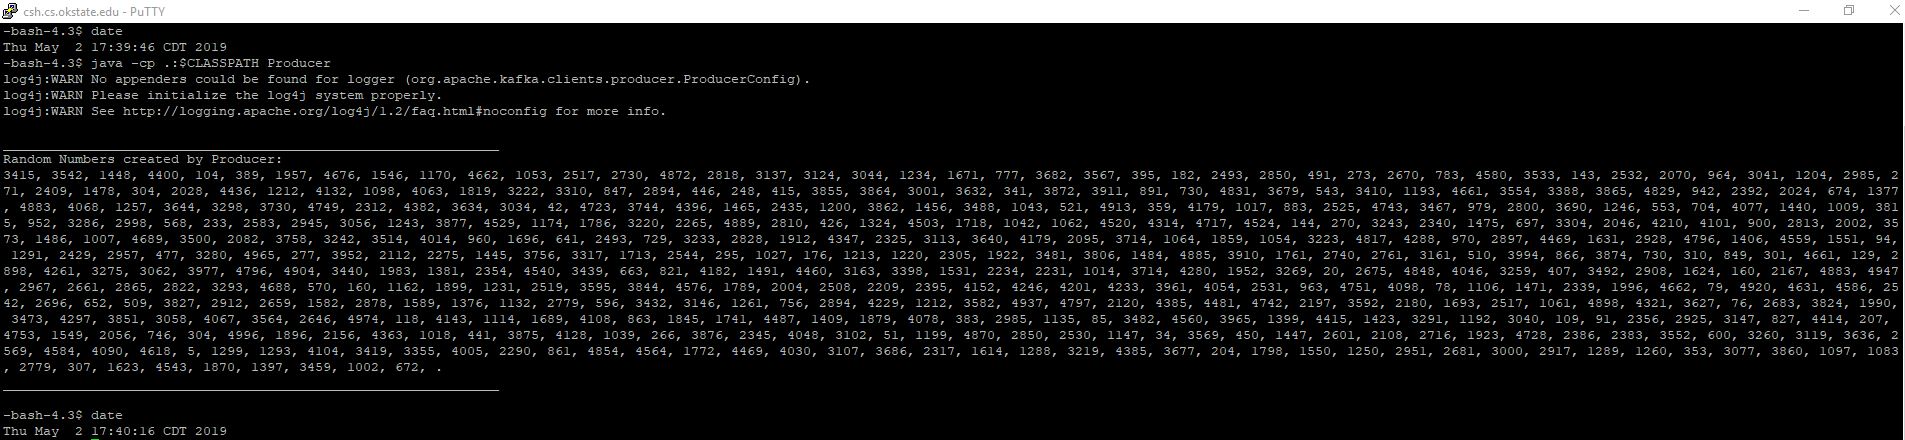 csh.cs.okstate.edu - PuTTY
-bash-4.3$ date
Thu May  2 17:39:46 CDT 2019
-bash-4.3$ java -cp .:$CLASSPATH Producer
log4j:WARN No appenders could be found for logger (org.apache.kafka.clients.producer.ProducerConfig).
log4j:WARN Please initialize the log4j system properly.
log4j:WARN See http://logging.apache.org/log4j/1.2/faq.html#noconfig for more info.
Random Numbers created by Producer:
3415, 3542, 1448, 4400, 104, 389, 1957, 4676, 1546, 1170, 4662, 1053, 2517, 2730, 4872, 2818, 3137, 3124, 3044, 1234, 1671, 777, 3682, 3567, 395, 182, 2493, 2850, 491, 273, 2670, 783, 4580, 3533, 143, 2532, 2070, 964, 3041, 1204, 2985, 2
71, 2409, 1478, 304, 2028, 4436, 1212, 4132, 1098, 4063, 1819, 3222, 3310, 847, 2894, 446, 248, 415, 3855, 3864, 3001, 3632, 341, 3872, 3911, 891, 730, 4831, 3679, 543, 3410, 1193, 4661, 3554, 3388, 3865, 4829, 942, 2392, 2024, 674, 1377
, 4883, 4068, 1257, 3644, 3298, 3730, 4749, 2312, 4382, 3634, 3034, 42, 4723, 3744, 4396, 1465, 2435, 1200, 3862, 1456, 3488, 1043, 521, 4913, 359, 4179, 1017, 883, 2525, 4743, 3467, 979, 2800, 3690, 1246, 553, 704, 4077, 1440, 1009, 381
5, 952, 3286, 2998, 568, 233, 2583, 2945, 3056, 1243, 3877, 4529, 1174, 1786, 3220, 2265, 4889, 2810, 426, 1324, 4503, 1718, 1042, 1062, 4520, 4314, 4717, 4524, 144, 270, 3243, 2340, 1475, 697, 3304, 2046, 4210, 4101, 900, 2813, 2002, 35
73, 1486, 1007, 4689, 3500, 2082, 3758, 3242, 3514, 4014, 960, 1696, 641, 2493, 729, 3233, 2828, 1912, 4347, 2325, 3113, 3640, 4179, 2095, 3714, 1064, 1859, 1054, 3223, 4817, 4288, 970, 2897, 4469, 1631, 2928, 4796, 1406, 4559, 1551, 94,
 1291, 2429, 2957, 477, 3280, 4965, 277, 3952, 2112, 2275, 1445, 3756, 3317, 1713, 2544, 295, 1027, 176, 1213, 1220, 2305, 1922, 3481, 3806, 1484, 4885, 3910, 1761, 2740, 2761, 3161, 510, 3994, 866, 3874, 730, 310, 849, 301, 4661, 129, 2
898, 4261, 3275, 3062, 3977, 4796, 4904, 3440, 1983, 1381, 2354, 4540, 3439, 663, 821, 4182, 1491, 4460, 3163, 3398, 1531, 2234, 2231, 1014, 3714, 4280, 1952, 3269, 20, 2675, 4848, 4046, 3259, 407, 3492, 2908, 1624, 160, 2167, 4883, 4947
, 2967, 2661, 2865, 2822, 3293, 4688, 570, 160, 1162, 1899, 1231, 2519, 3595, 3844, 4576, 1789, 2004, 2508, 2209, 2395, 4152, 4246, 4201, 4233, 3961, 4054, 2531, 963, 4751, 4098, 78, 1106, 1471, 2339, 1996, 4662, 79, 4920, 4631, 4586, 25
42, 2696, 652, 509, 3827, 2912, 2659, 1582, 2878, 1589, 1376, 1132, 2779, 596, 3432, 3146, 1261, 756, 2894, 4229, 1212, 3582, 4937, 4797, 2120, 4385, 4481, 4742, 2197, 3592, 2180, 1693, 2517, 1061, 4898, 4321, 3627, 76, 2683, 3824, 1990,
 3473, 4297, 3851, 3058, 4067, 3564, 2646, 4974, 118, 4143, 1114, 1689, 4108, 863, 1845, 1741, 4487, 1409, 1879, 4078, 383, 2985, 1135, 85, 3482, 4560, 3965, 1399, 4415, 1423, 3291, 1192, 3040, 109, 91, 2356, 2925, 3147, 827, 4414, 207,
4753, 1549, 2056, 746, 304, 4996, 1896, 2156, 4363, 1018, 441, 3875, 4128, 1039, 266, 3876, 2345, 4048, 3102, 51, 1199, 4870, 2850, 2530, 1147, 34, 3569, 450, 1447, 2601, 2108, 2716, 1923, 4728, 2386, 2383, 3552, 600, 3260, 3119, 3636, 2
569, 4584, 4090, 4618, 5, 1299, 1293, 4104, 3419, 3355, 4005, 2290, 861, 4854, 4564, 1772, 4469, 4030, 3107, 3686, 2317, 1614, 1288, 3219, 4385, 3677, 204, 1798, 1550, 1250, 2951, 2681, 3000, 2917, 1289, 1260, 353, 3077, 3860, 1097, 1083
, 2779, 307, 1623, 4543, 1870, 1397, 3459, 1002, 672, .
-bash-4.3$ date
Thu May  2 17:40:16 CDT 2019